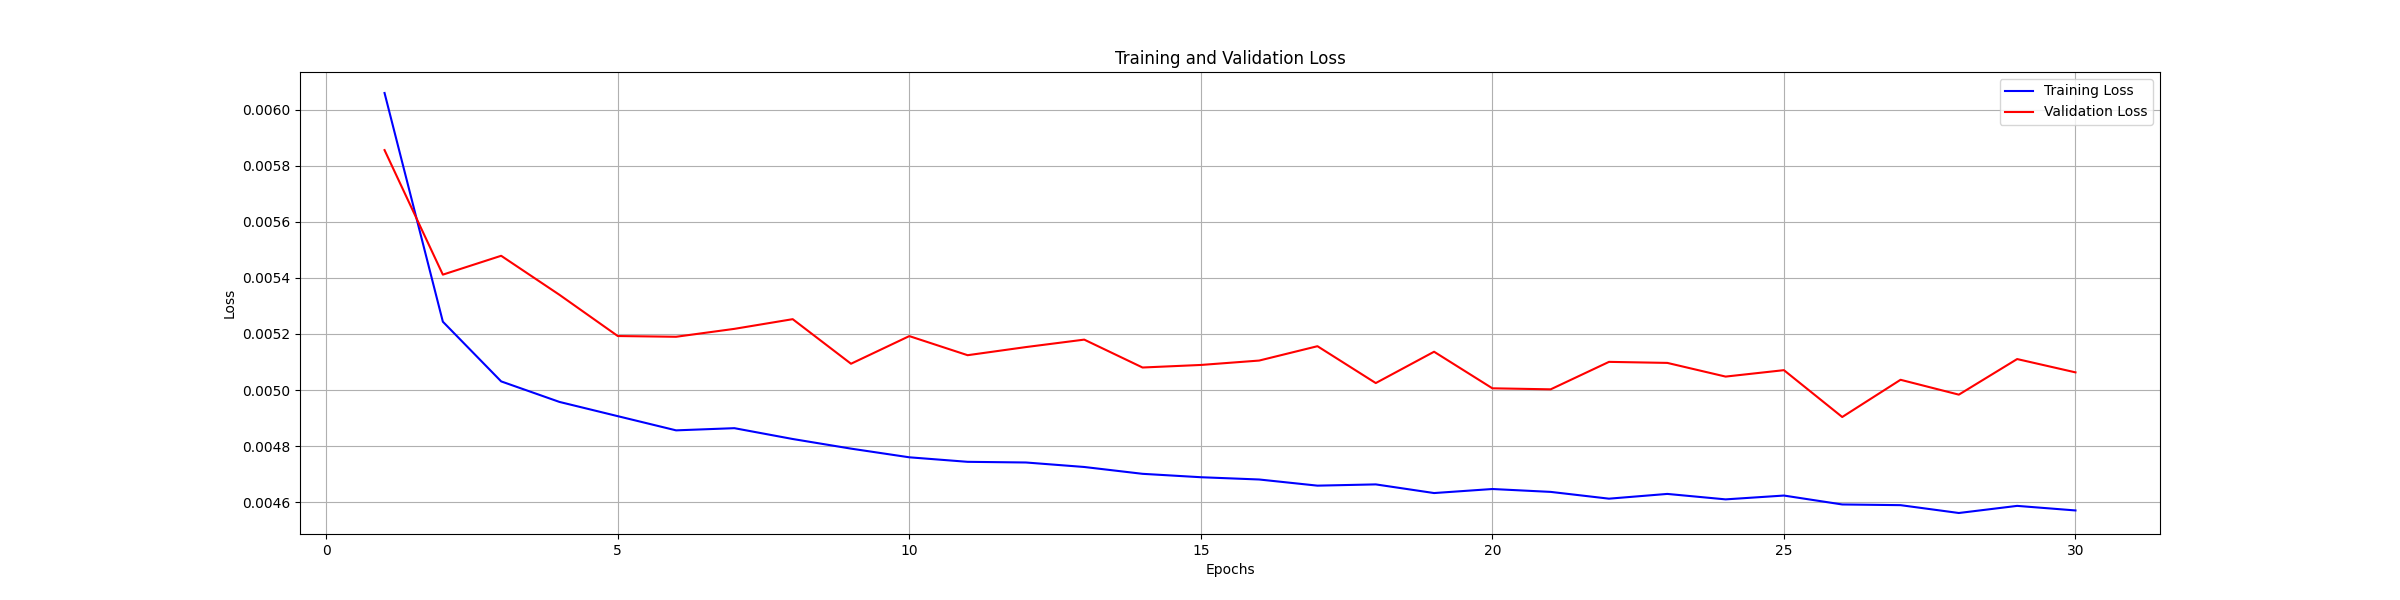 Training and Validation Loss
Training Loss
Validation Loss
0.0060
0.0058
0.0056
0.0054
0.0052
0.0050
0.0048
0.0046
Loss
0 5 10 15 20 25 30
Epochs